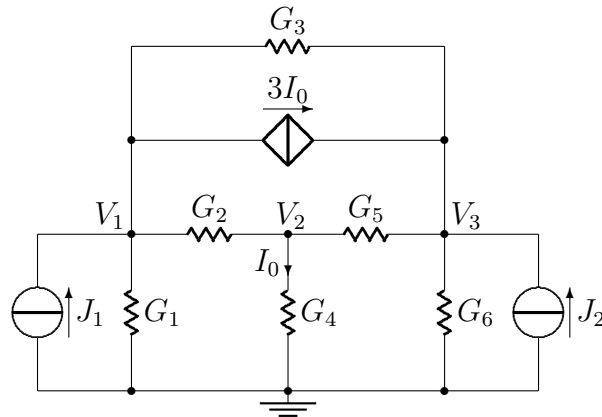 G₃
3I₀
V₁ G₂ V₂ G₅ V₃
I₀
J₁ G₁ G₄ G₆ J₂